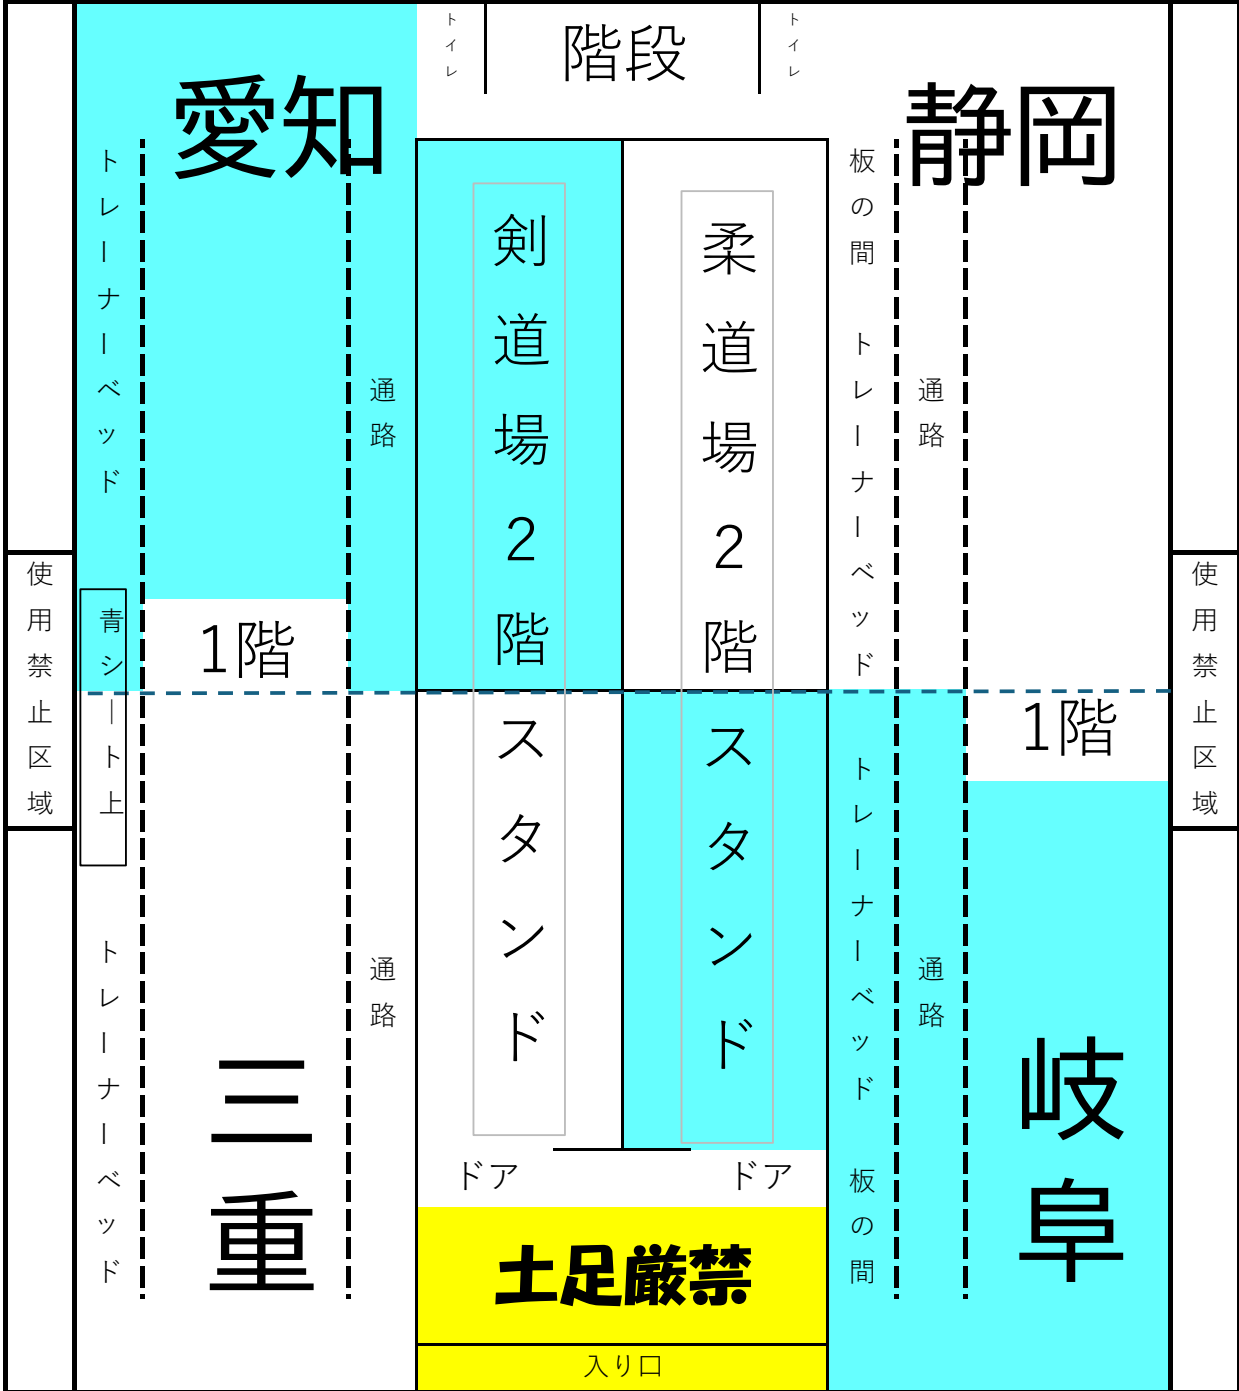 トイレ
階段
トイレ
愛知
静岡
トレーナーベッド
通路
剣道場2階スタンド
柔道場2階スタンド
板の間 トレーナーベッド
通路
使用禁止区域
青シート上
1階
使用禁止区域
1階
トレーナーベッド
三重
通路
トレーナーベッド 板の間
通路
岐阜
ドア
ドア
土足厳禁
入り口